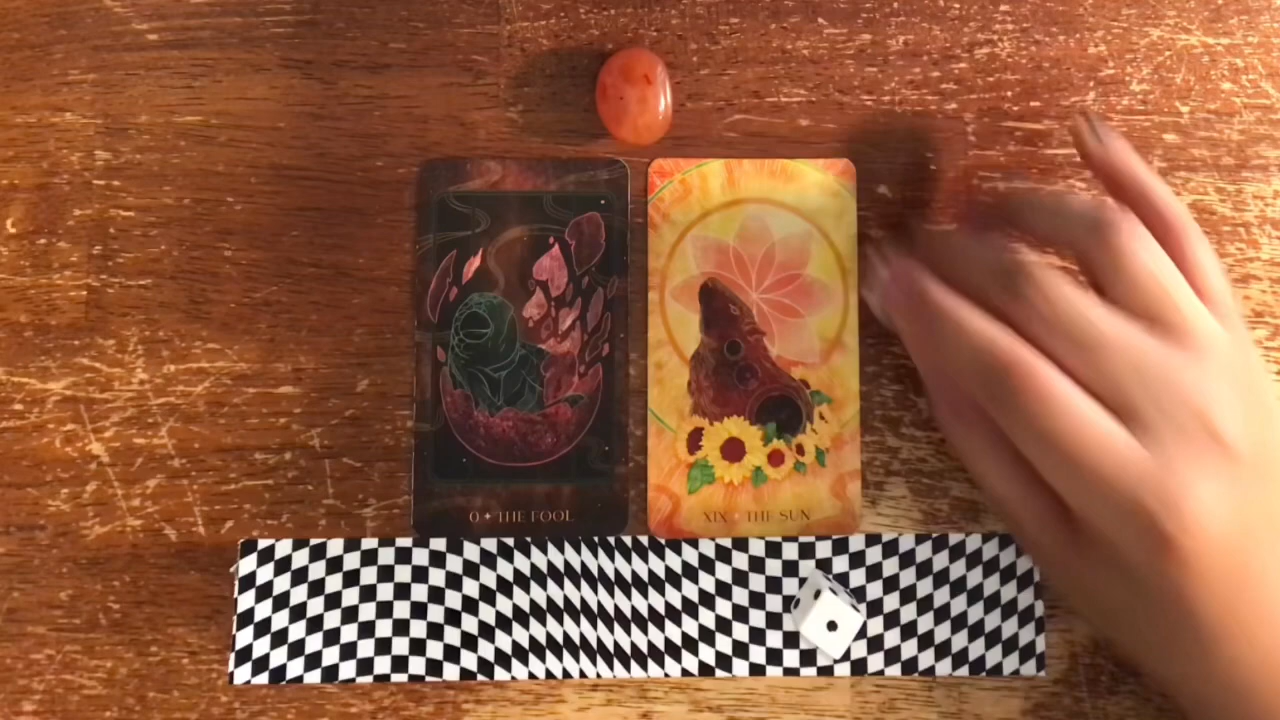 0 ✦ THE FOOL
XIX ✦ THE SUN